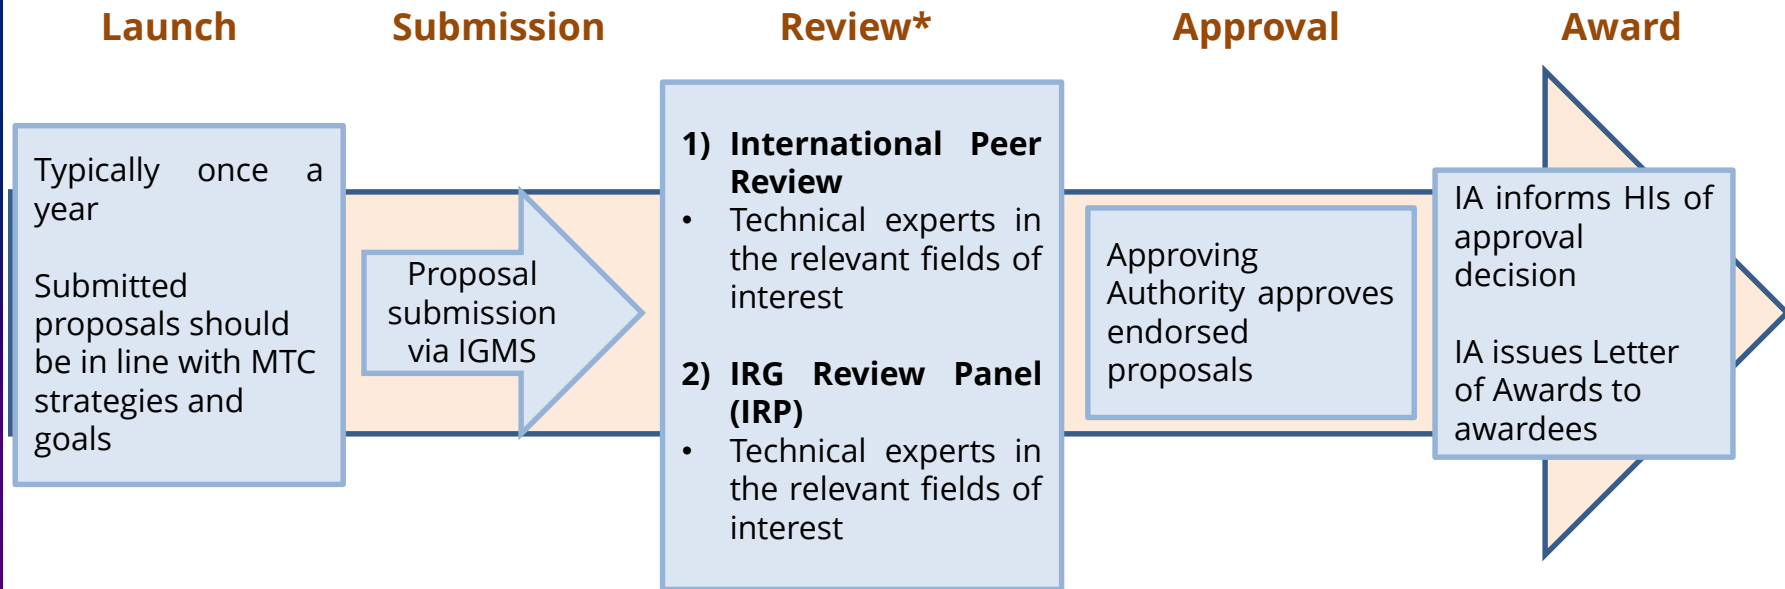 Launch
Submission
Review*
Approval
Award
Typically once a
year
Submitted
proposals should
be in line with MTC
strategies and
goals
Proposal
submission
via IGMS
1) International Peer
Review
• Technical experts in
the relevant fields of
interest
2) IRG Review Panel
(IRP)
• Technical experts in
the relevant fields of
interest
Approving
Authority approves
endorsed
proposals
IA informs HIs of
approval
decision
IA issues Letter
of Awards to
awardees